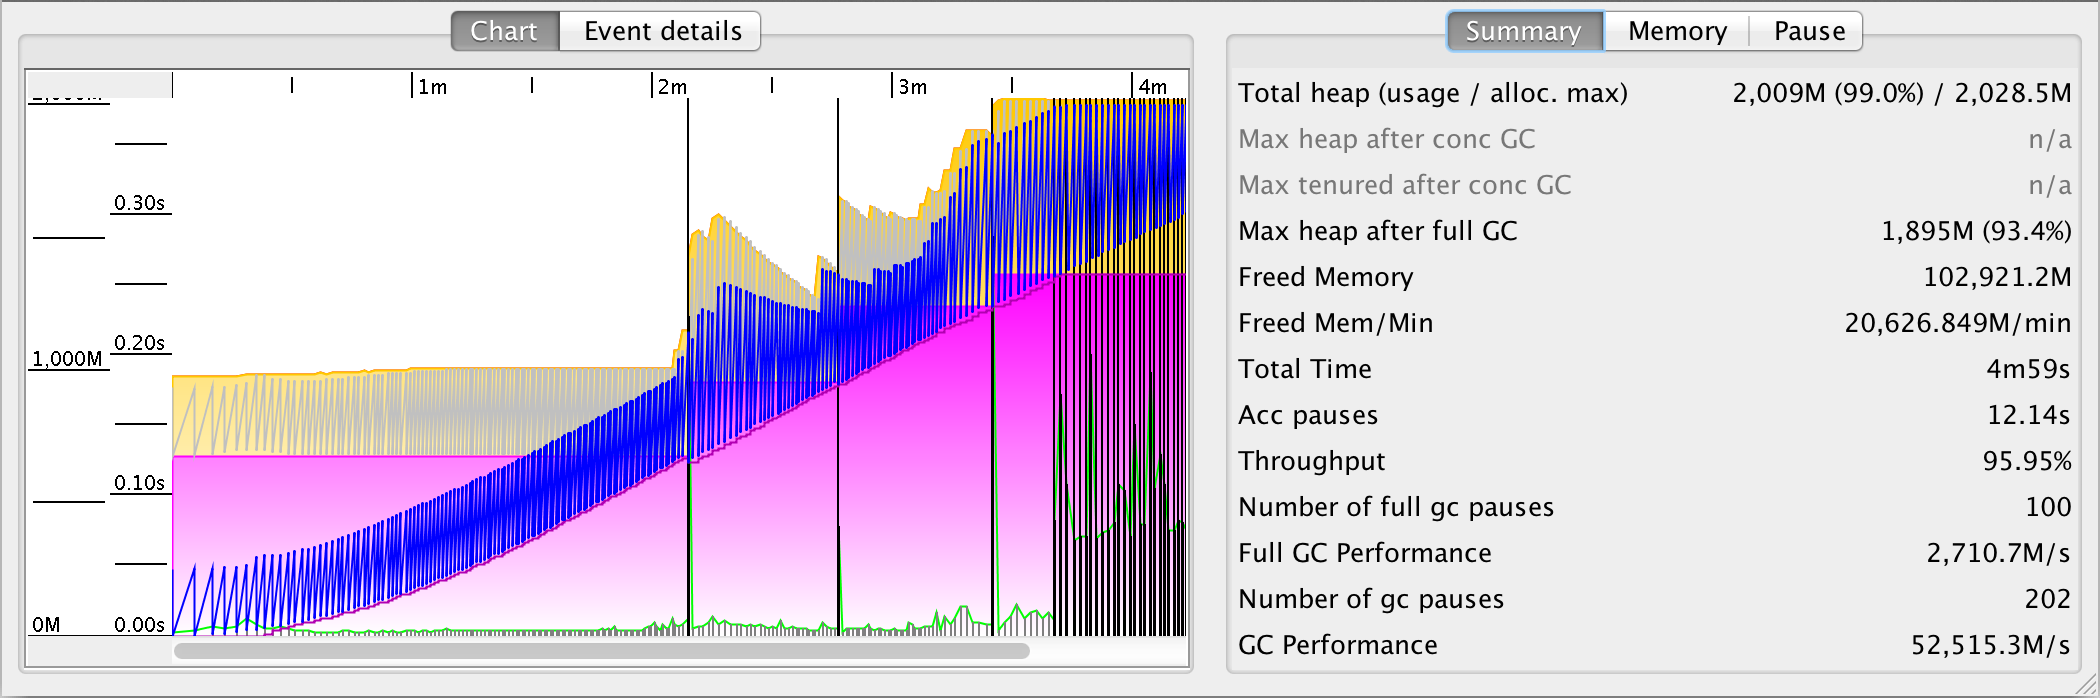 Chart Event details
Summary Memory Pause
1m 2m 3m 4m
0.30s
0.20s
1,000M
0.10s
0M 0.00s
Total heap (usage / alloc. max) 2,009M (99.0%) / 2,028.5M
Max heap after conc GC n/a
Max tenured after conc GC n/a
Max heap after full GC 1,895M (93.4%)
Freed Memory 102,921.2M
Freed Mem/Min 20,626.849M/min
Total Time 4m59s
Acc pauses 12.14s
Throughput 95.95%
Number of full gc pauses 100
Full GC Performance 2,710.7M/s
Number of gc pauses 202
GC Performance 52,515.3M/s